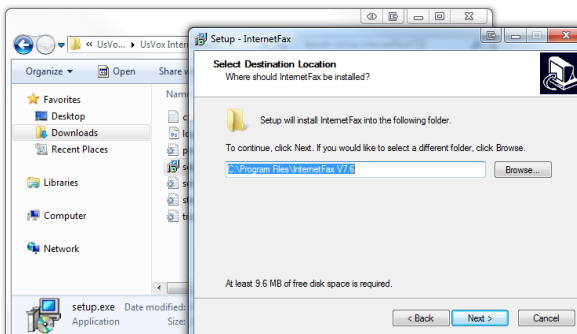 « UsVo... ▸ UsVox Inter
Organize ▾ Open Share
Favorites
Desktop
Downloads
Recent Places
Libraries
Computer
Network
setup.exe Date modified:
Application Size:
Setup - InternetFax
Select Destination Location
Where should InternetFax be installed?
Setup will install InternetFax into the following folder.
To continue, click Next. If you would like to select a different folder, click Browse.
C:\Program Files\InternetFax V7.6
Browse...
At least 9.6 MB of free disk space is required.
< Back Next > Cancel